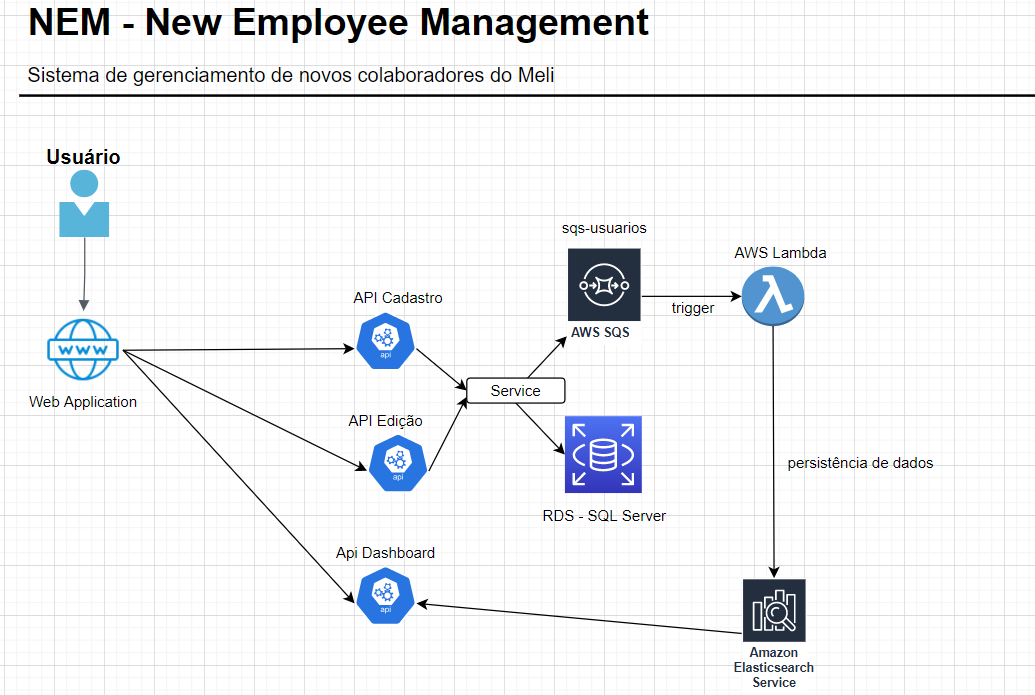 NEM - New Employee Management
Sistema de gerenciamento de novos colaboradores do Meli
Usuário
WWW
Web Application
API Cadastro
api
API Edição
api
Api Dashboard
api
Service
sqs-usuarios
AWS SQS
trigger
AWS Lambda
RDS - SQL Server
persistência de dados
Amazon
Elasticsearch
Service